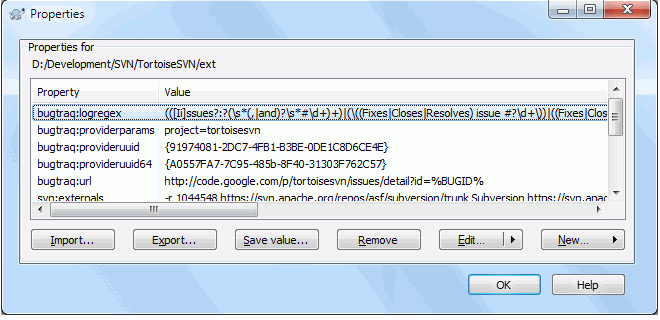 Properties
Properties for
D:/Development/SVN/TortoiseSVN/ext
Property Value
bugtraq:logregex (([Ii]ssues?:?(\s*(,|and)?\s*#\d+)+)|(\((Fixes|Closes|Resolves) issue #?\d+\))|((Fixes|Clos
bugtraq:providerparams project=tortoisesvn
bugtraq:provideruuid {91974081-2DC7-4FB1-B3BE-0DE1C8D6CE4E}
bugtraq:provideruuid64 {A0557FA7-7C95-485b-8F40-31303F762C57}
bugtraq:url http://code.google.com/p/tortoisesvn/issues/detail?id=%BUGID%
svn:externals -r 1044548 https://svn.apache.org/repos/asf/subversion/trunk Subversion https://svn.apa
Import... Export... Save value... Remove Edit... New...
OK Help